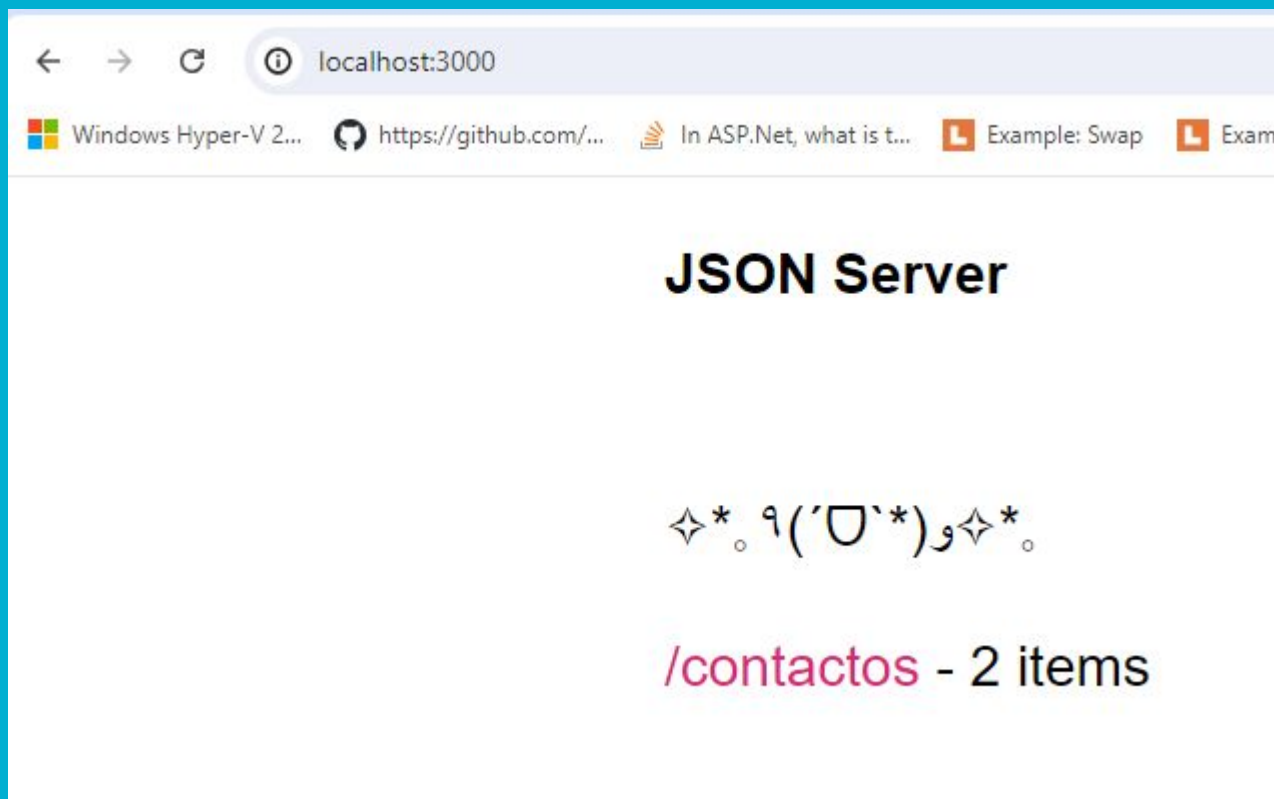 localhost:3000
Windows Hyper-V 2... https://github.com/... In ASP.Net, what is t... Example: Swap Exam
JSON Server
✧*｡٩(ˊᗜˋ*)و✧*｡
/contactos - 2 items